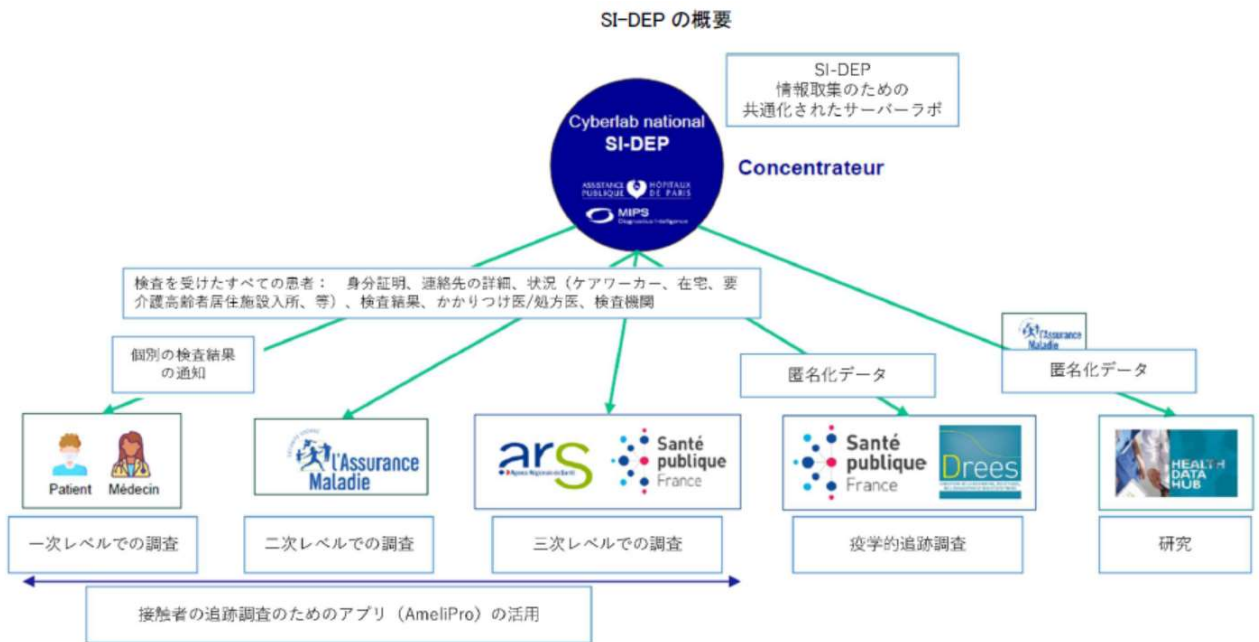 SI-DEP の概要
SI-DEP
情報取集のための
共通化されたサーバーラボ
Cyberlab national
SI-DEP
ASSISTANCE PUBLIQUE HÔPITAUX DE PARIS
MIPS
Diagnostics Intelligence
Concentrateur
検査を受けたすべての患者： 身分証明、連絡先の詳細、状況（ケアワーカー、在宅、要
介護高齢者居住施設入所、等）、検査結果、かかりつけ医/処方医、検査機関
個別の検査結果
の通知
匿名化データ
l'Assurance
Maladie
匿名化データ
Patient Médecin
l'Assurance
Maladie
ars
Agence Régionale de Santé
Santé
publique
France
Santé
publique
France
Drees
HEALTH
DATA
HUB
一次レベルでの調査
二次レベルでの調査
三次レベルでの調査
疫学的追跡調査
研究
接触者の追跡調査のためのアプリ（AmeliPro）の活用